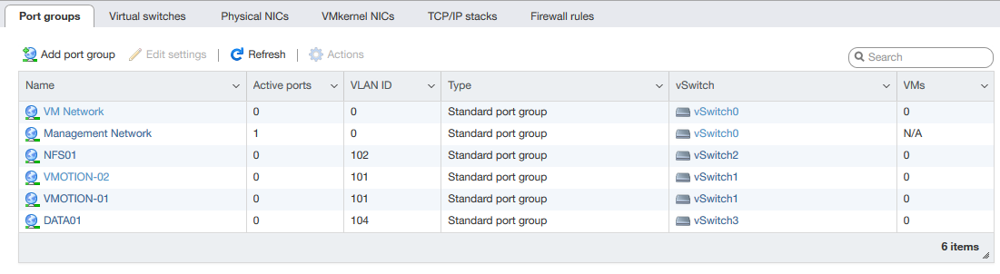 Port groups Virtual switches Physical NICs VMkernel NICs TCP/IP stacks Firewall rules
Add port group Edit settings | Refresh | Actions Search
Name Active ports VLAN ID Type vSwitch VMs
VM Network 0 0 Standard port group vSwitch0 0
Management Network 1 0 Standard port group vSwitch0 N/A
NFS01 0 102 Standard port group vSwitch2 0
VMOTION-02 0 101 Standard port group vSwitch1 0
VMOTION-01 0 101 Standard port group vSwitch1 0
DATA01 0 104 Standard port group vSwitch3 0
6 items